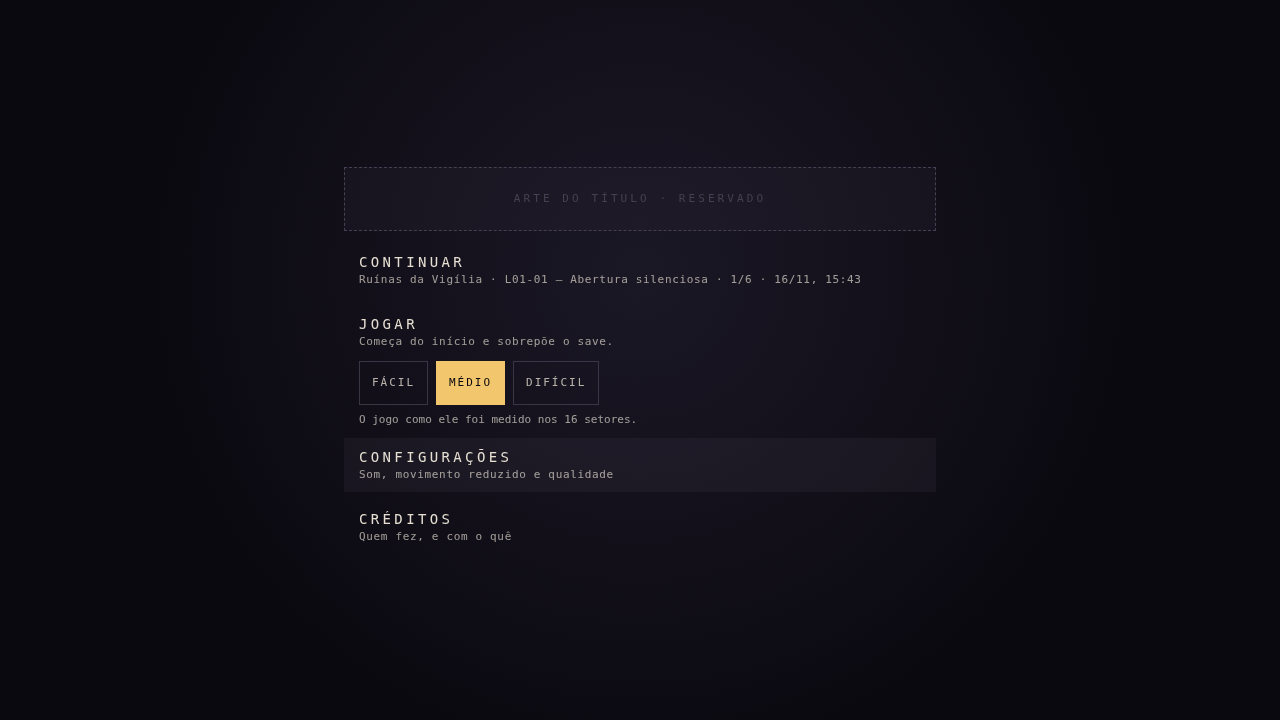 ARTE DO TÍTULO · RESERVADO
CONTINUAR
Ruínas da Vigília · L01-01 — Abertura silenciosa · 1/6 · 16/11, 15:43
JOGAR
Começa do início e sobrepõe o save.
FÁCIL MÉDIO DIFÍCIL
O jogo como ele foi medido nos 16 setores.
CONFIGURAÇÕES
Som, movimento reduzido e qualidade
CRÉDITOS
Quem fez, e com o quê